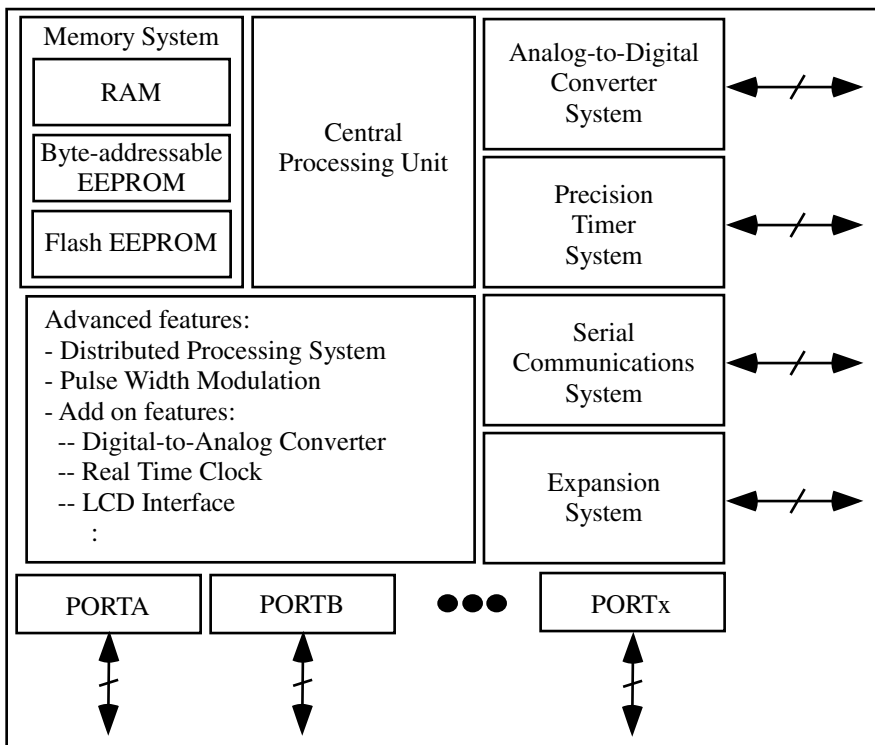 Memory System
RAM
Byte-addressable
EEPROM
Flash EEPROM
Central
Processing Unit
Analog-to-Digital
Converter
System
Precision
Timer
System
Advanced features:
- Distributed Processing System
- Pulse Width Modulation
- Add on features:
-- Digital-to-Analog Converter
-- Real Time Clock
-- LCD Interface
:
Serial
Communications
System
Expansion
System
PORTA
PORTB
PORTx